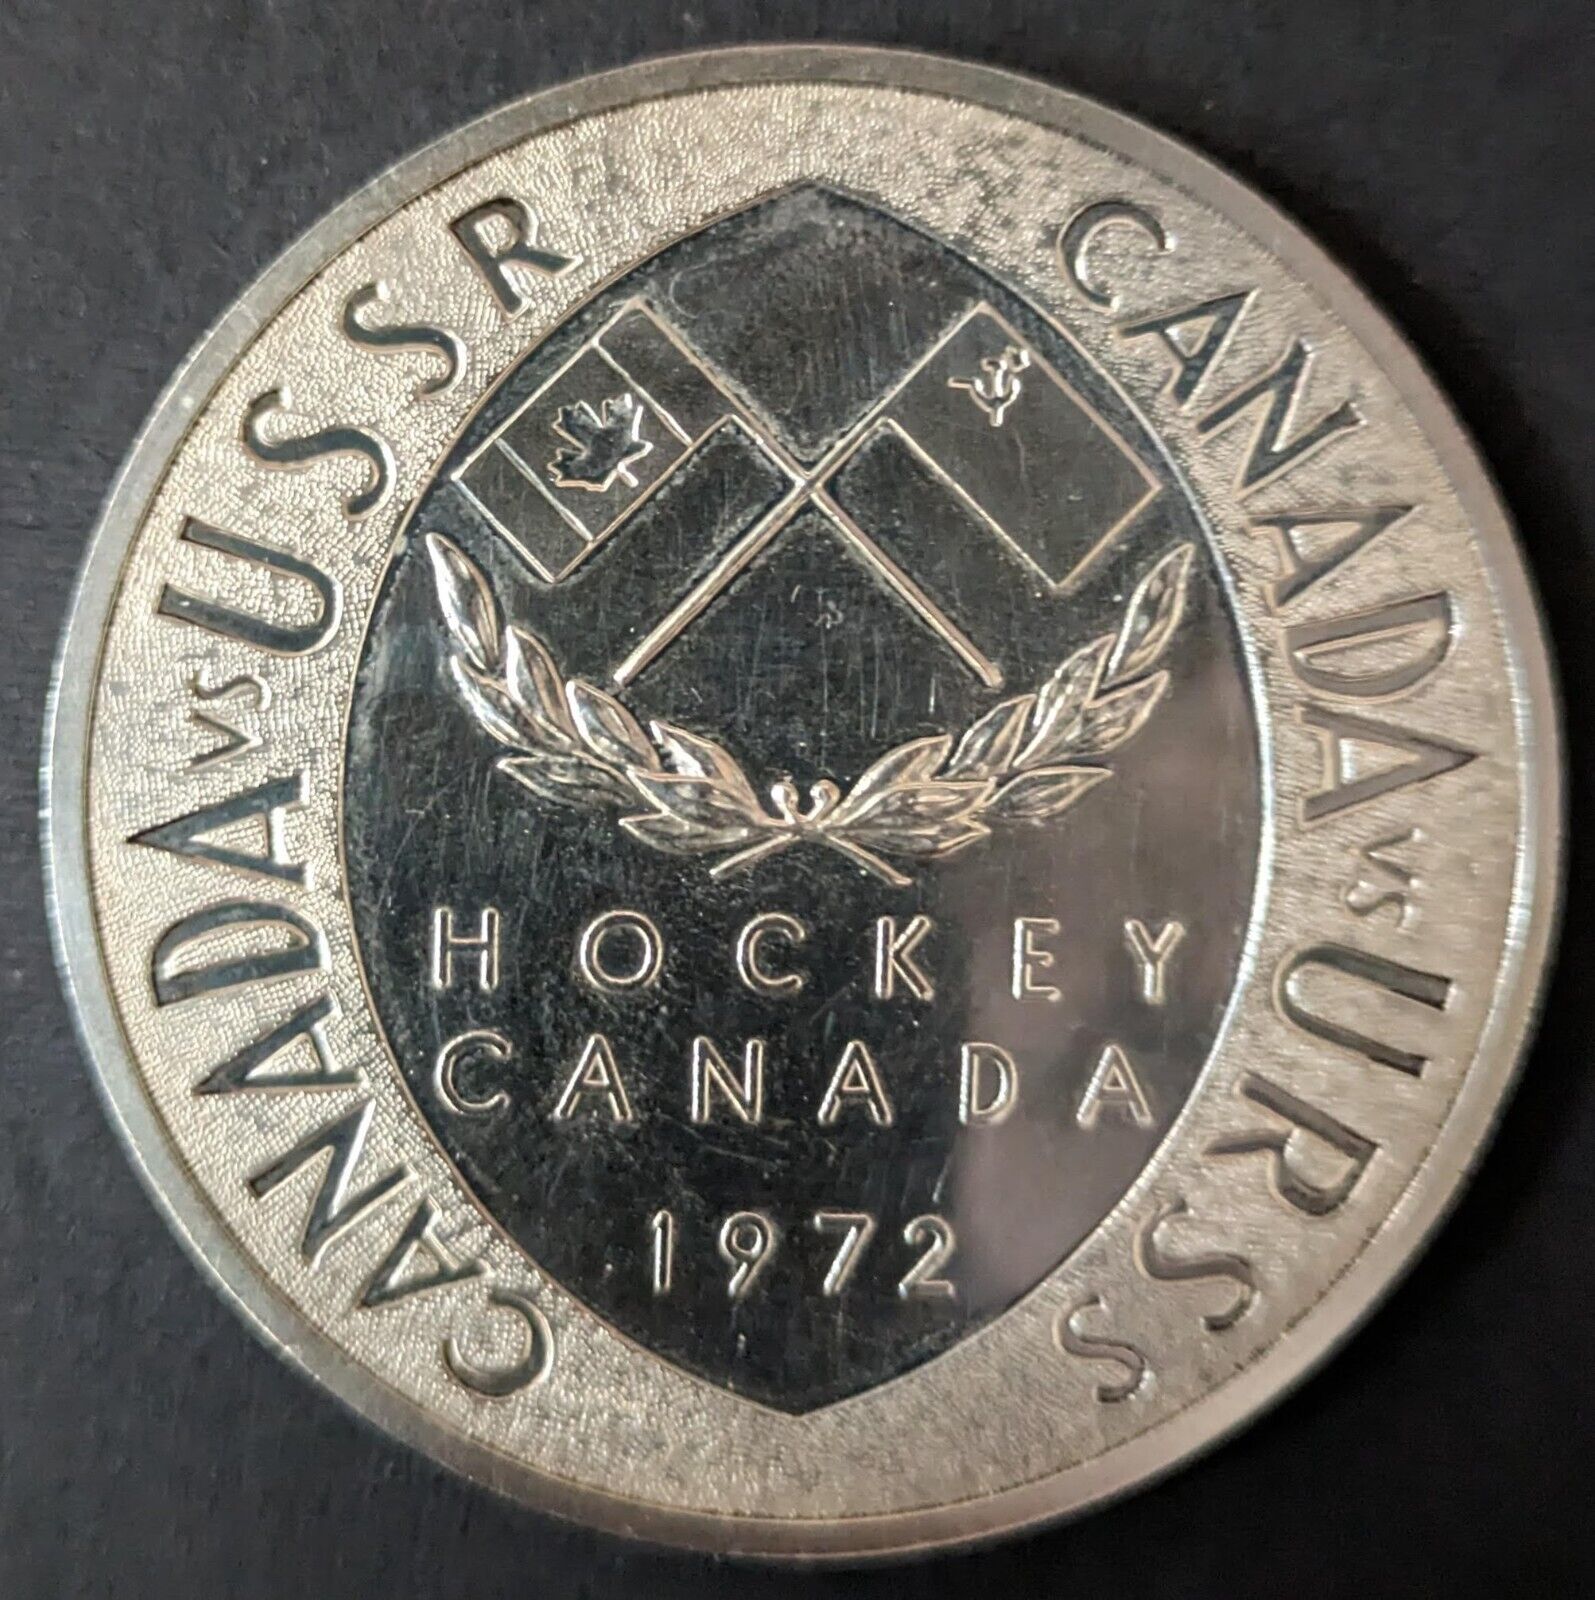 CANADA vs USSR
CANADA vs URSS
HOCKEY
CANADA
1972